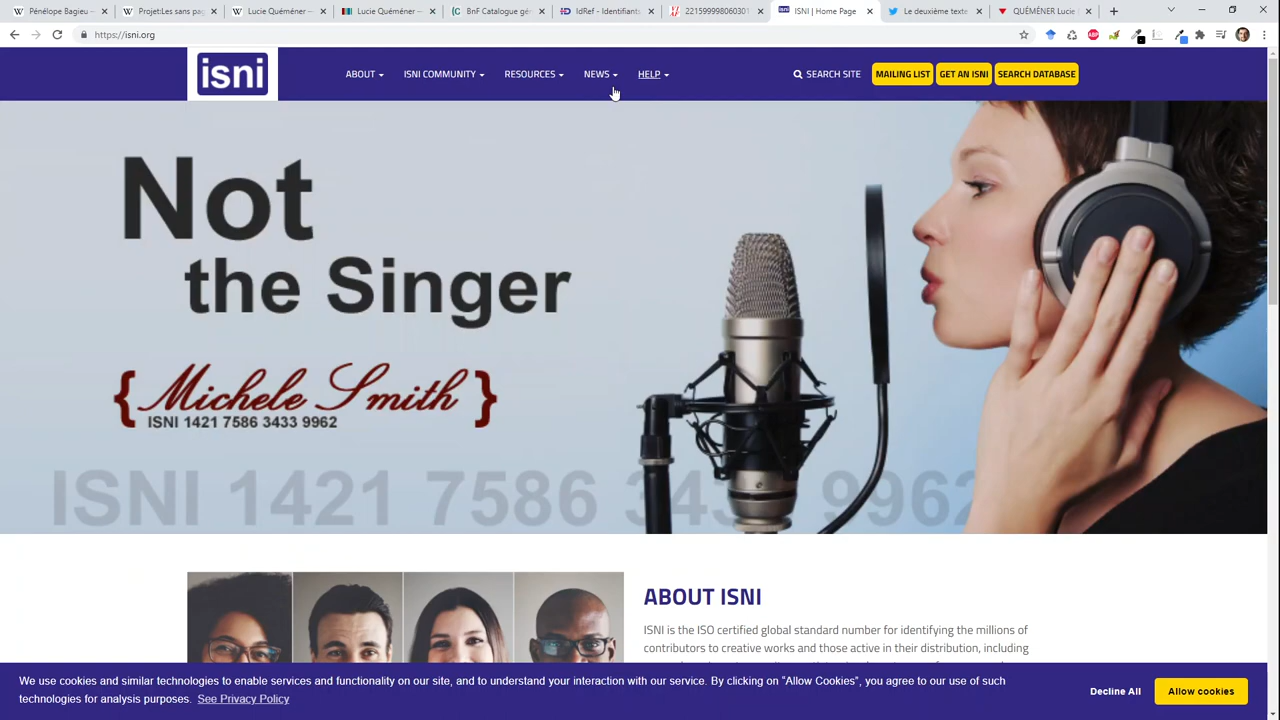 Pénélope Bagieu —
Projet:Les sans pag
Lucie Quéméner —
Lucie Quéméner -
BnF Catalogue gén
IdRef - Identifiants
221599998060301
ISNI | Home Page
Le deuxième texte
QUÉMÉNER Lucie
https://isni.org
isni
ABOUT
ISNI COMMUNITY
RESOURCES
NEWS
HELP
SEARCH SITE
MAILING LIST
GET AN ISNI
SEARCH DATABASE
Not
the Singer
{ Michele Smith }
ISNI 1421 7586 3433 9962
SNI 1421 7586 3433 9962
ABOUT ISNI
ISNI is the ISO certified global standard number for identifying the millions of
contributors to creative works and those active in their distribution, including
We use cookies and similar technologies to enable services and functionality on our site, and to understand your interaction with our service. By clicking on "Allow Cookies", you agree to our use of such
technologies for analysis purposes. See Privacy Policy
Decline All
Allow cookies